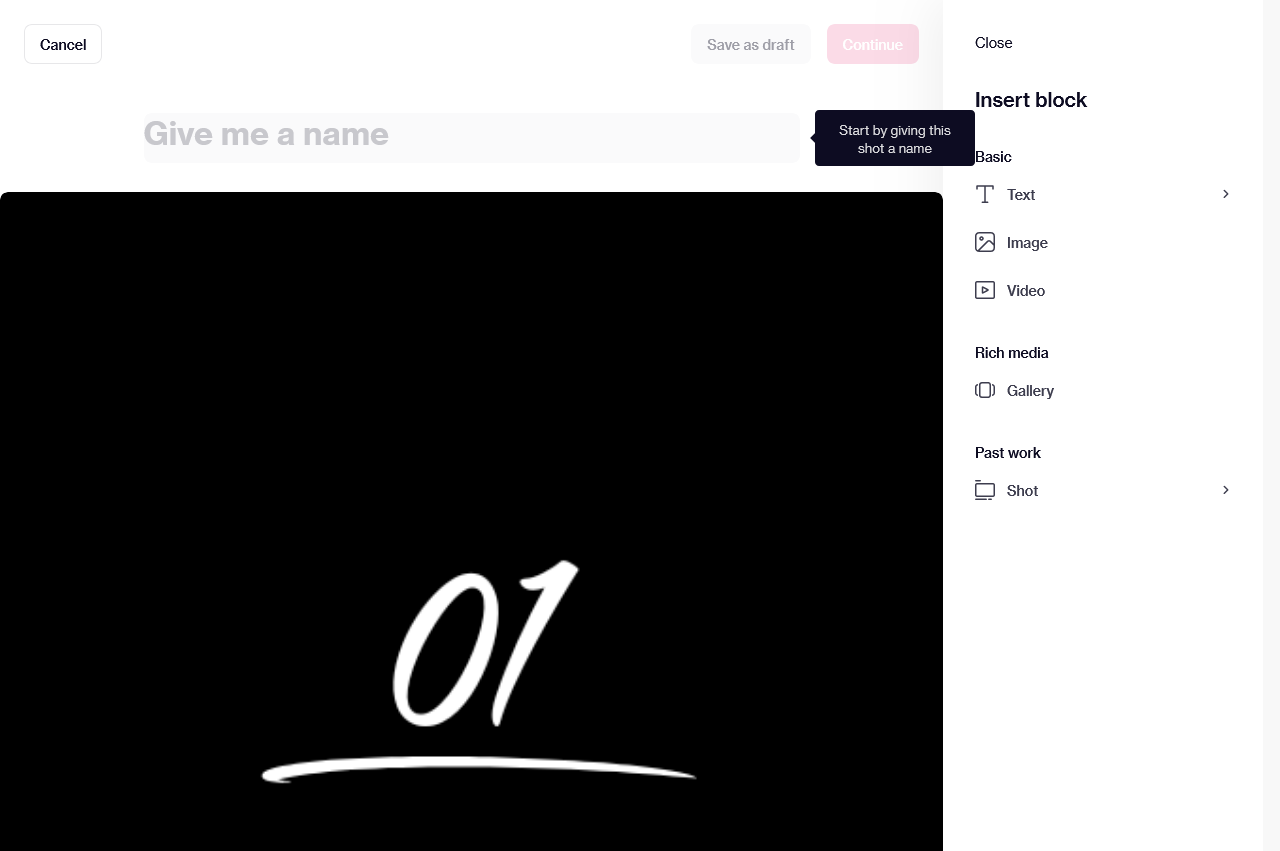 Cancel
Save as draft
Continue
Give me a name
Start by giving this
shot a name
01
Close
Insert block
Basic
Text
Image
Video
Rich media
Gallery
Past work
Shot